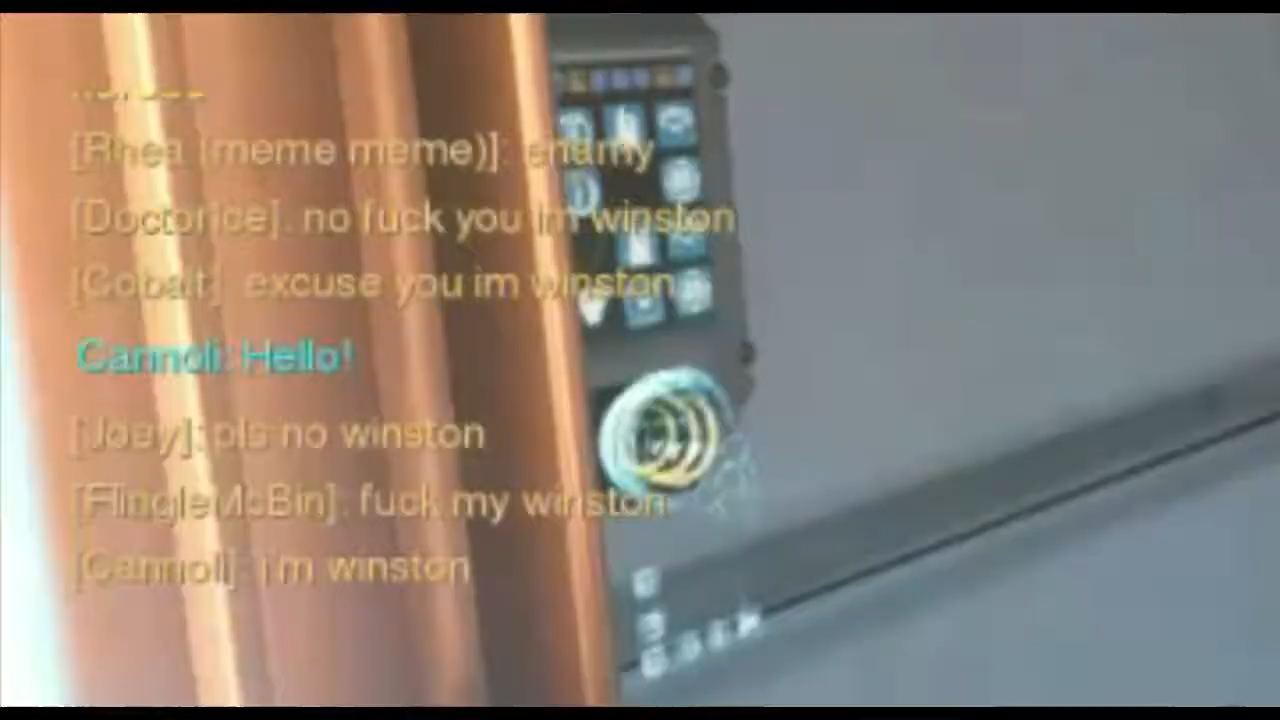 [Rhea (meme meme)]: enamy
[Doctorice]: no fuck you im winston
[Cobalt]: excuse you im winston
Cannoli: Hello!
[Joey]: pls no winston
[FlingleMcBin]: fuck my winston
[Cannoli]: i'm winston